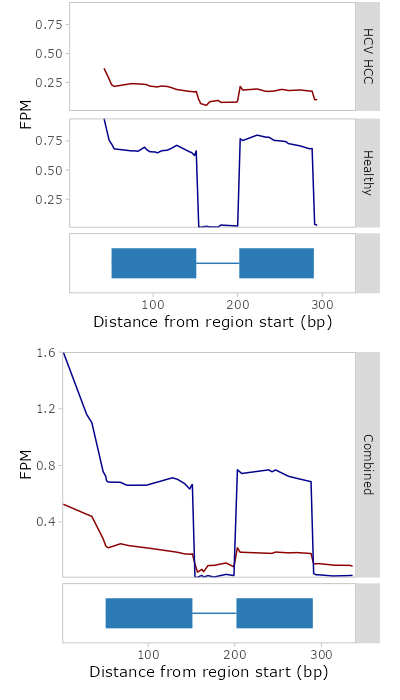 0.75
0.50
0.25
HCV HCC
FPM
0.75
0.50
0.25
Healthy
100 200 300
Distance from region start (bp)
1.6
1.2
0.8
0.4
FPM
Combined
100 200 300
Distance from region start (bp)